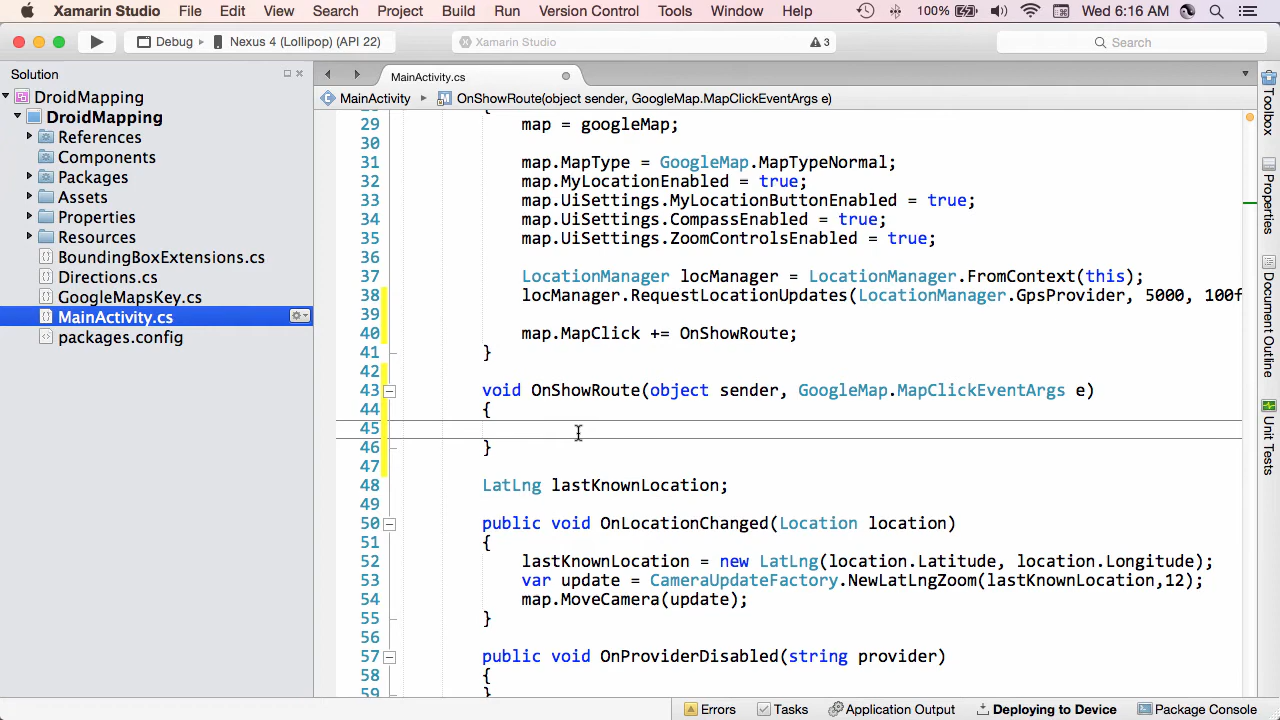 Xamarin Studio File Edit View Search Project Build Run Version Control Tools Window Help 100% Wed 6:16 AM
Debug Nexus 4 (Lollipop) (API 22) Xamarin Studio 3 Search
Solution
DroidMapping
DroidMapping
References
Components
Packages
Assets
Properties
Resources
BoundingBoxExtensions.cs
Directions.cs
GoogleMapsKey.cs
MainActivity.cs
packages.config
MainActivity.cs
MainActivity OnShowRoute(object sender, GoogleMap.MapClickEventArgs e)
{
29 map = googleMap;
30
31 map.MapType = GoogleMap.MapTypeNormal;
32 map.MyLocationEnabled = true;
33 map.UiSettings.MyLocationButtonEnabled = true;
34 map.UiSettings.CompassEnabled = true;
35 map.UiSettings.ZoomControlsEnabled = true;
36
37 LocationManager locManager = LocationManager.FromContext(this);
38 locManager.RequestLocationUpdates(LocationManager.GpsProvider, 5000, 100f
39
40 map.MapClick += OnShowRoute;
41 }
42
43 void OnShowRoute(object sender, GoogleMap.MapClickEventArgs e)
44 {
45
46 }
47
48 LatLng lastKnownLocation;
49
50 public void OnLocationChanged(Location location)
51 {
52 lastKnownLocation = new LatLng(location.Latitude, location.Longitude);
53 var update = CameraUpdateFactory.NewLatLngZoom(lastKnownLocation,12);
54 map.MoveCamera(update);
55 }
56
57 public void OnProviderDisabled(string provider)
58 {
59 }
Toolbox
Properties
Document Outline
Unit Tests
Errors Tasks Application Output Deploying to Device Package Console